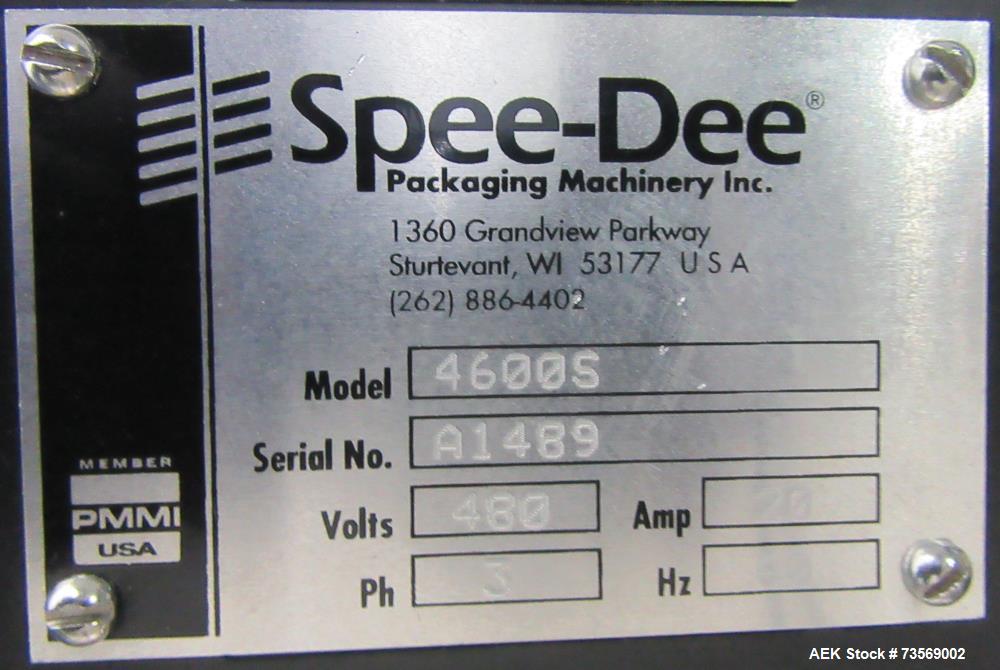 Spee-Dee®
Packaging Machinery Inc.
1360 Grandview Parkway
Sturtevant, WI 53177 U S A
(262) 886-4402
Model 4600S
Serial No. A1489
Volts 480 Amp 20
Ph 3 Hz
MEMBER
PMMI
USA
AEK Stock # 73569002